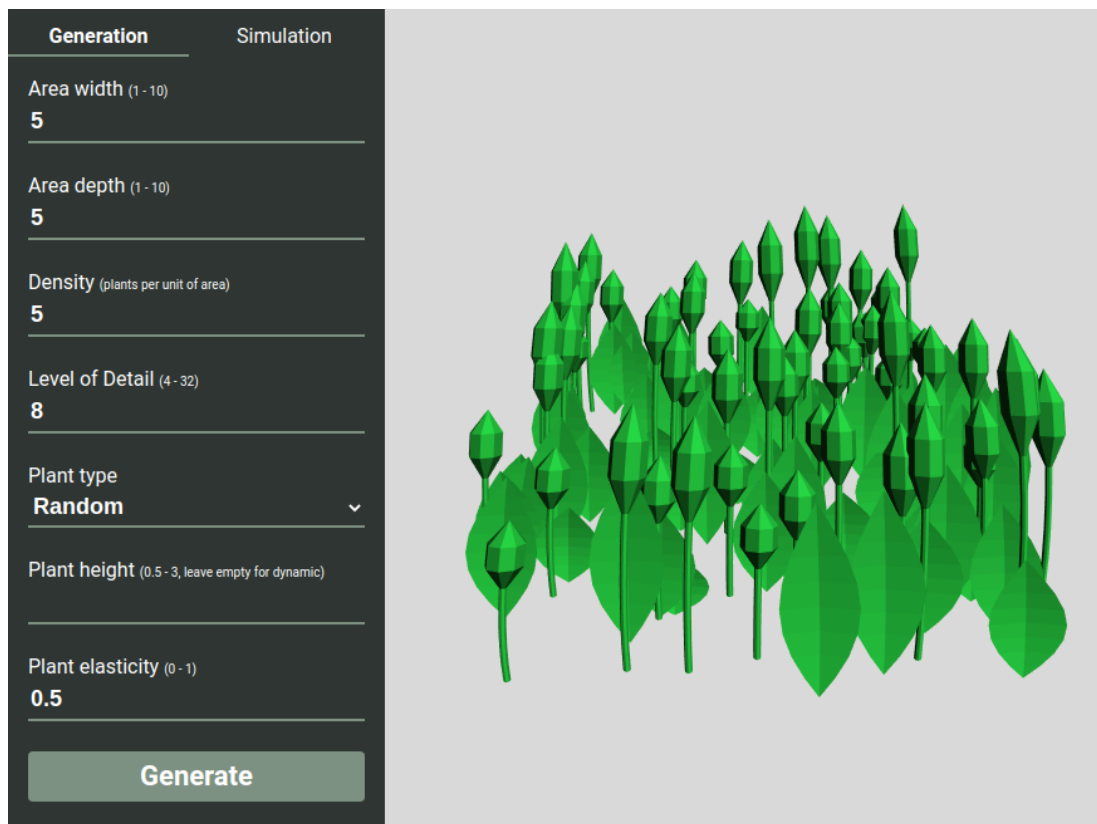 Generation Simulation
Area width (1 - 10)
5
Area depth (1 - 10)
5
Density (plants per unit of area)
5
Level of Detail (4 - 32)
8
Plant type
Random
Plant height (0.5 - 3, leave empty for dynamic)
Plant elasticity (0 - 1)
0.5
Generate